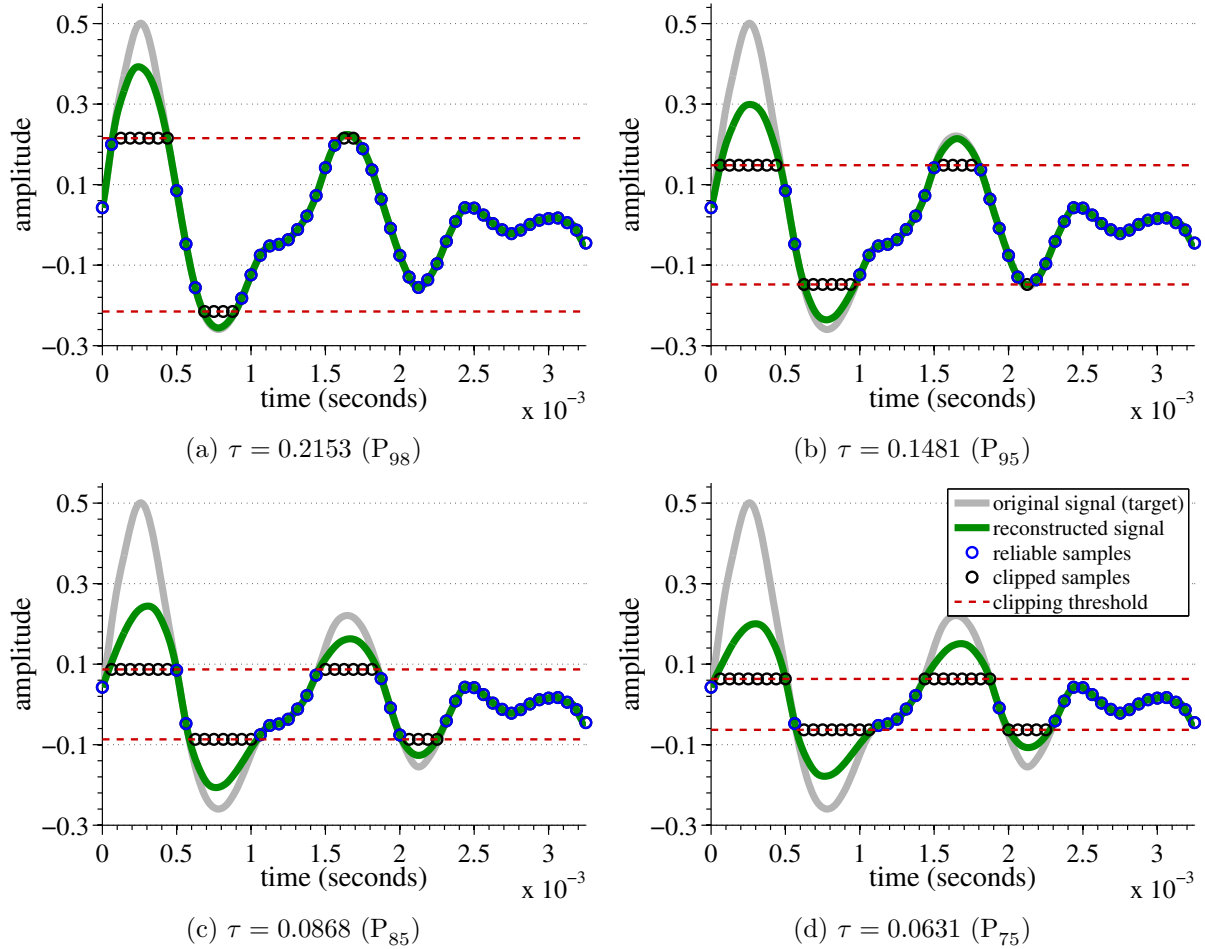 0.5
0.3
0.1
−0.1
−0.3
amplitude
0 0.5 1 1.5 2 2.5 3
time (seconds)
x 10⁻³
(a) τ = 0.2153 (P₉₈)
0.5
0.3
0.1
−0.1
−0.3
amplitude
0 0.5 1 1.5 2 2.5 3
time (seconds)
x 10⁻³
(b) τ = 0.1481 (P₉₅)
0.5
0.3
0.1
−0.1
−0.3
amplitude
0 0.5 1 1.5 2 2.5 3
time (seconds)
x 10⁻³
(c) τ = 0.0868 (P₈₅)
0.5
0.3
0.1
−0.1
−0.3
amplitude
original signal (target)
reconstructed signal
reliable samples
clipped samples
clipping threshold
0 0.5 1 1.5 2 2.5 3
time (seconds)
x 10⁻³
(d) τ = 0.0631 (P₇₅)